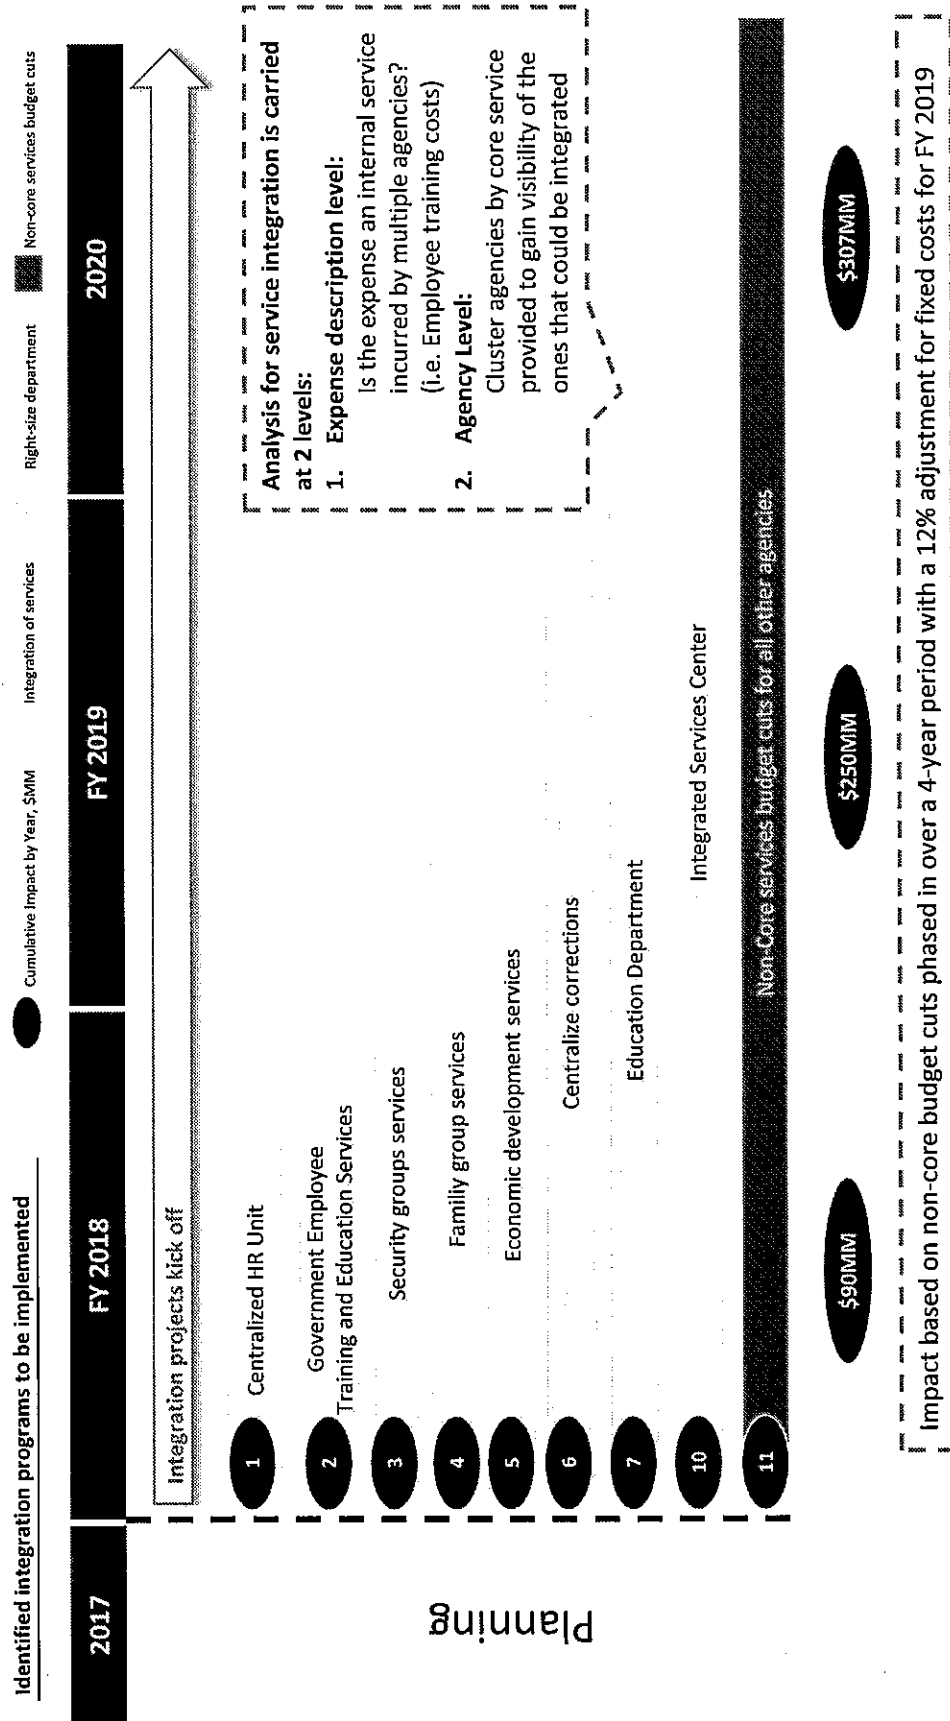 Identified integration programs to be implemented
Cumulative Impact by Year, $MM
Integration of services
Right-size department
Non-core services budget cuts
2017
FY 2018
FY 2019
2020
Integration projects kick off
Planning
1
Centralized HR Unit
2
Government Employee
Training and Education Services
3
Security groups services
4
Familiy group services
5
Economic development services
6
Centralize corrections
7
Education Department
10
Integrated Services Center
11
Non-Core services budget cuts for all other agencies
Analysis for service integration is carried
at 2 levels:
1. Expense description level:
Is the expense an internal service
incurred by multiple agencies?
(i.e. Employee training costs)
2. Agency Level:
Cluster agencies by core service
provided to gain visibility of the
ones that could be integrated
$90MM
$250MM
$307MM
Impact based on non-core budget cuts phased in over a 4-year period with a 12% adjustment for fixed costs for FY 2019